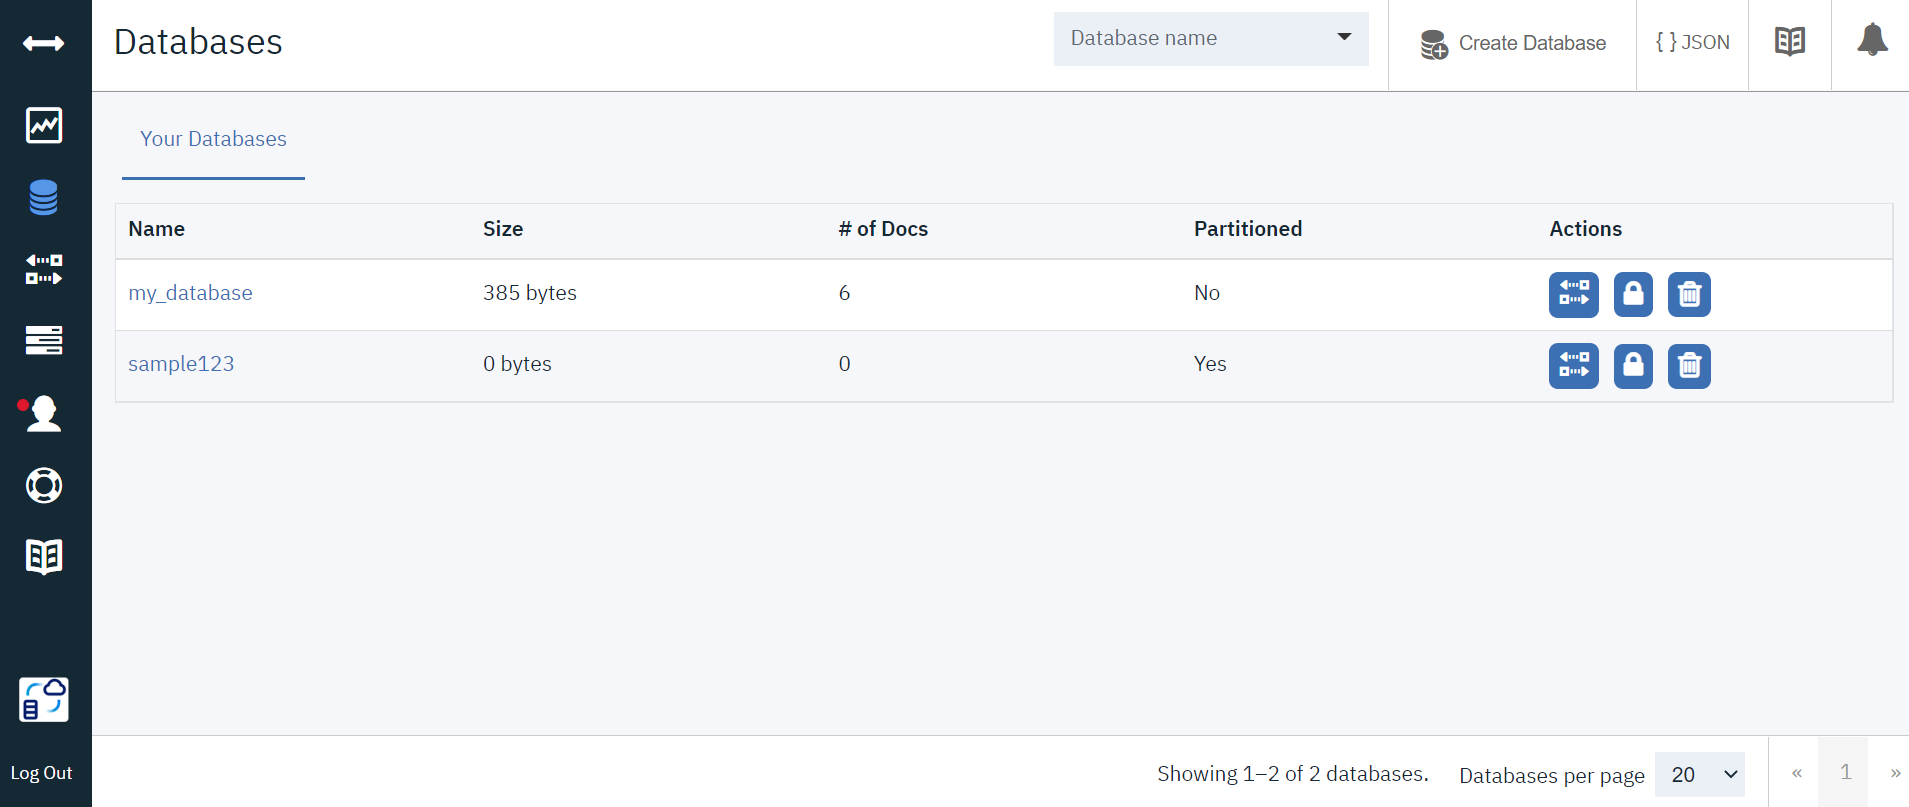 Databases
Database name
Create Database
{ } JSON
Your Databases
Name Size # of Docs Partitioned Actions
my_database 385 bytes 6 No
sample123 0 bytes 0 Yes
Log Out
Showing 1–2 of 2 databases. Databases per page 20 « 1 »